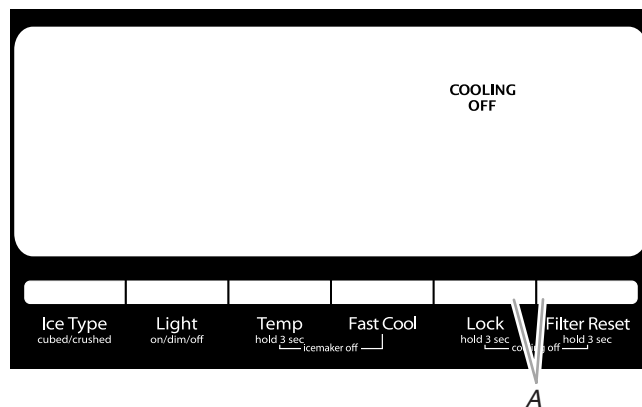 COOLING
OFF
Ice Type Light Temp Fast Cool Lock Filter Reset
cubed/crushed on/dim/off hold 3 sec hold 3 sec hold 3 sec
icemaker off off
A